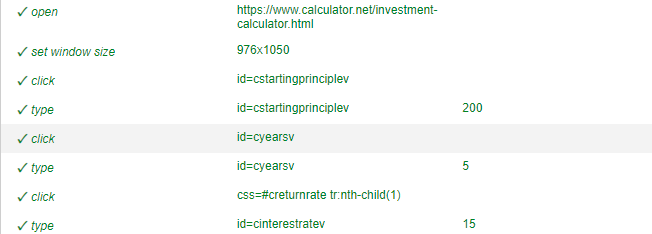 ✓ open https://www.calculator.net/investment-
calculator.html
✓ set window size 976x1050
✓ click id=cstartingprinciplev
✓ type id=cstartingprinciplev 200
✓ click id=cyearsv
✓ type id=cyearsv 5
✓ click css=#creturnrate tr:nth-child(1)
✓ type id=cinterestratev 15